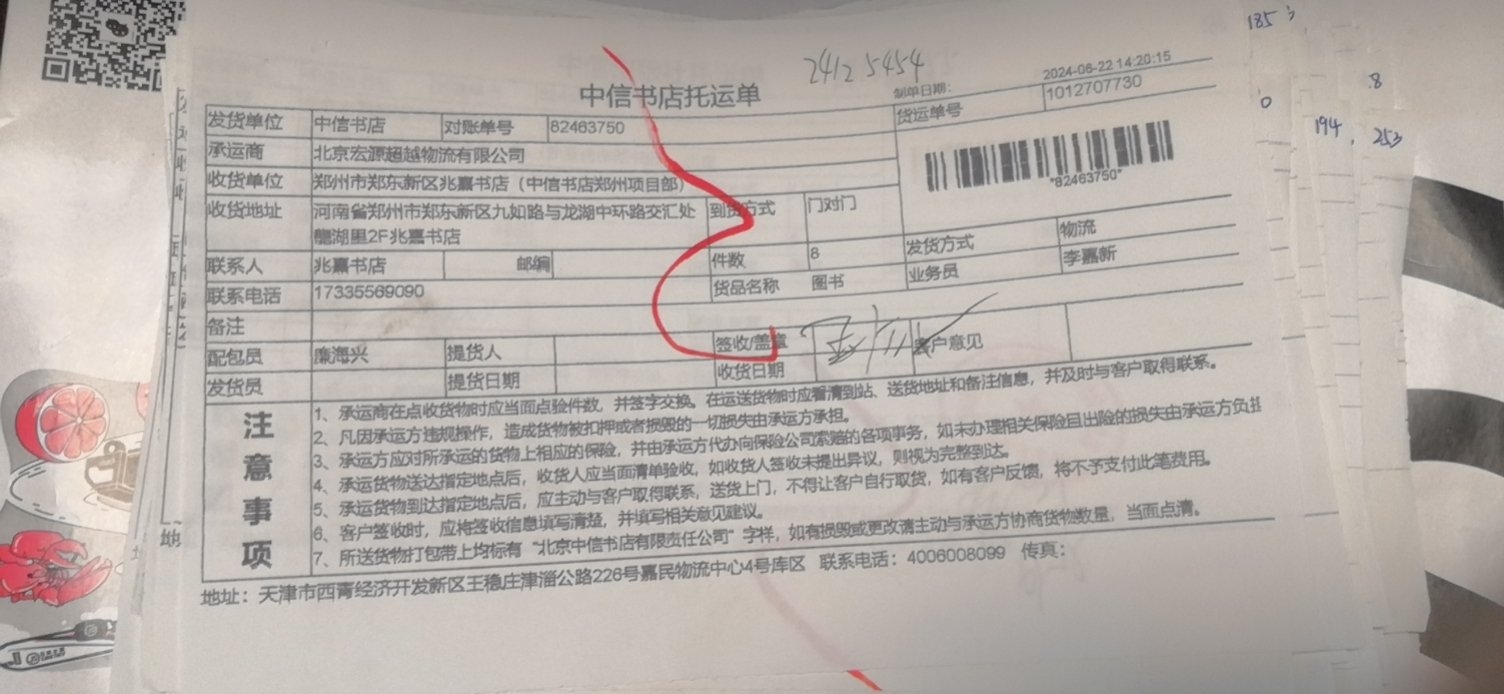 185
24125454
中信书店托运单
制单日期: 2024-06-22 14:20:15
货运单号 1012707730
发货单位 中信书店 对账单号 82463750
承运商 北京宏源超越物流有限公司
收货单位 郑州市郑东新区兆嘉书店（中信书店郑州项目部）
*82463750*
收货地址 河南省郑州市郑东新区九如路与龙湖中环路交汇处 到货方式 门对门
龍湖里2F兆嘉书店
联系人 兆嘉书店 邮编 件数 8 发货方式 物流
联系电话 17335569090 货品名称 图书 业务员 李嘉新
备注
配包员 廉海兴 提货人 签收/盖章 客户意见
发货员 提货日期 收货日期
注意事项
1、承运商在点收货物时应当面点验件数，并签字交换。在运送货物时应看清到站、送货地址和备注信息，并及时与客户取得联系。
2、凡因承运方违规操作，造成货物被扣押或者损毁的一切损失由承运方承担。
3、承运方应对所承运的货物上相应的保险，并由承运方代办向保险公司索赔的各项事务，如未办理相关保险且出险的损失由承运方负担
4、承运货物送达指定地点后，收货人应当面清单验收，如收货人签收未提出异议，则视为完整到达。
5、承运货物到达指定地点后，应主动与客户取得联系，送货上门，不得让客户自行取货，如有客户反馈，将不予支付此笔费用。
6、客户签收时，应将签收信息填写清楚，并填写相关意见建议。
7、所送货物打包带上均标有“北京中信书店有限责任公司”字样，如有损毁或更改请主动与承运方协商货物数量，当面点清。
地址：天津市西青经济开发新区王稳庄津淄公路226号嘉民物流中心4号库区 联系电话：4006008099 传真：
8
0
194
253
地